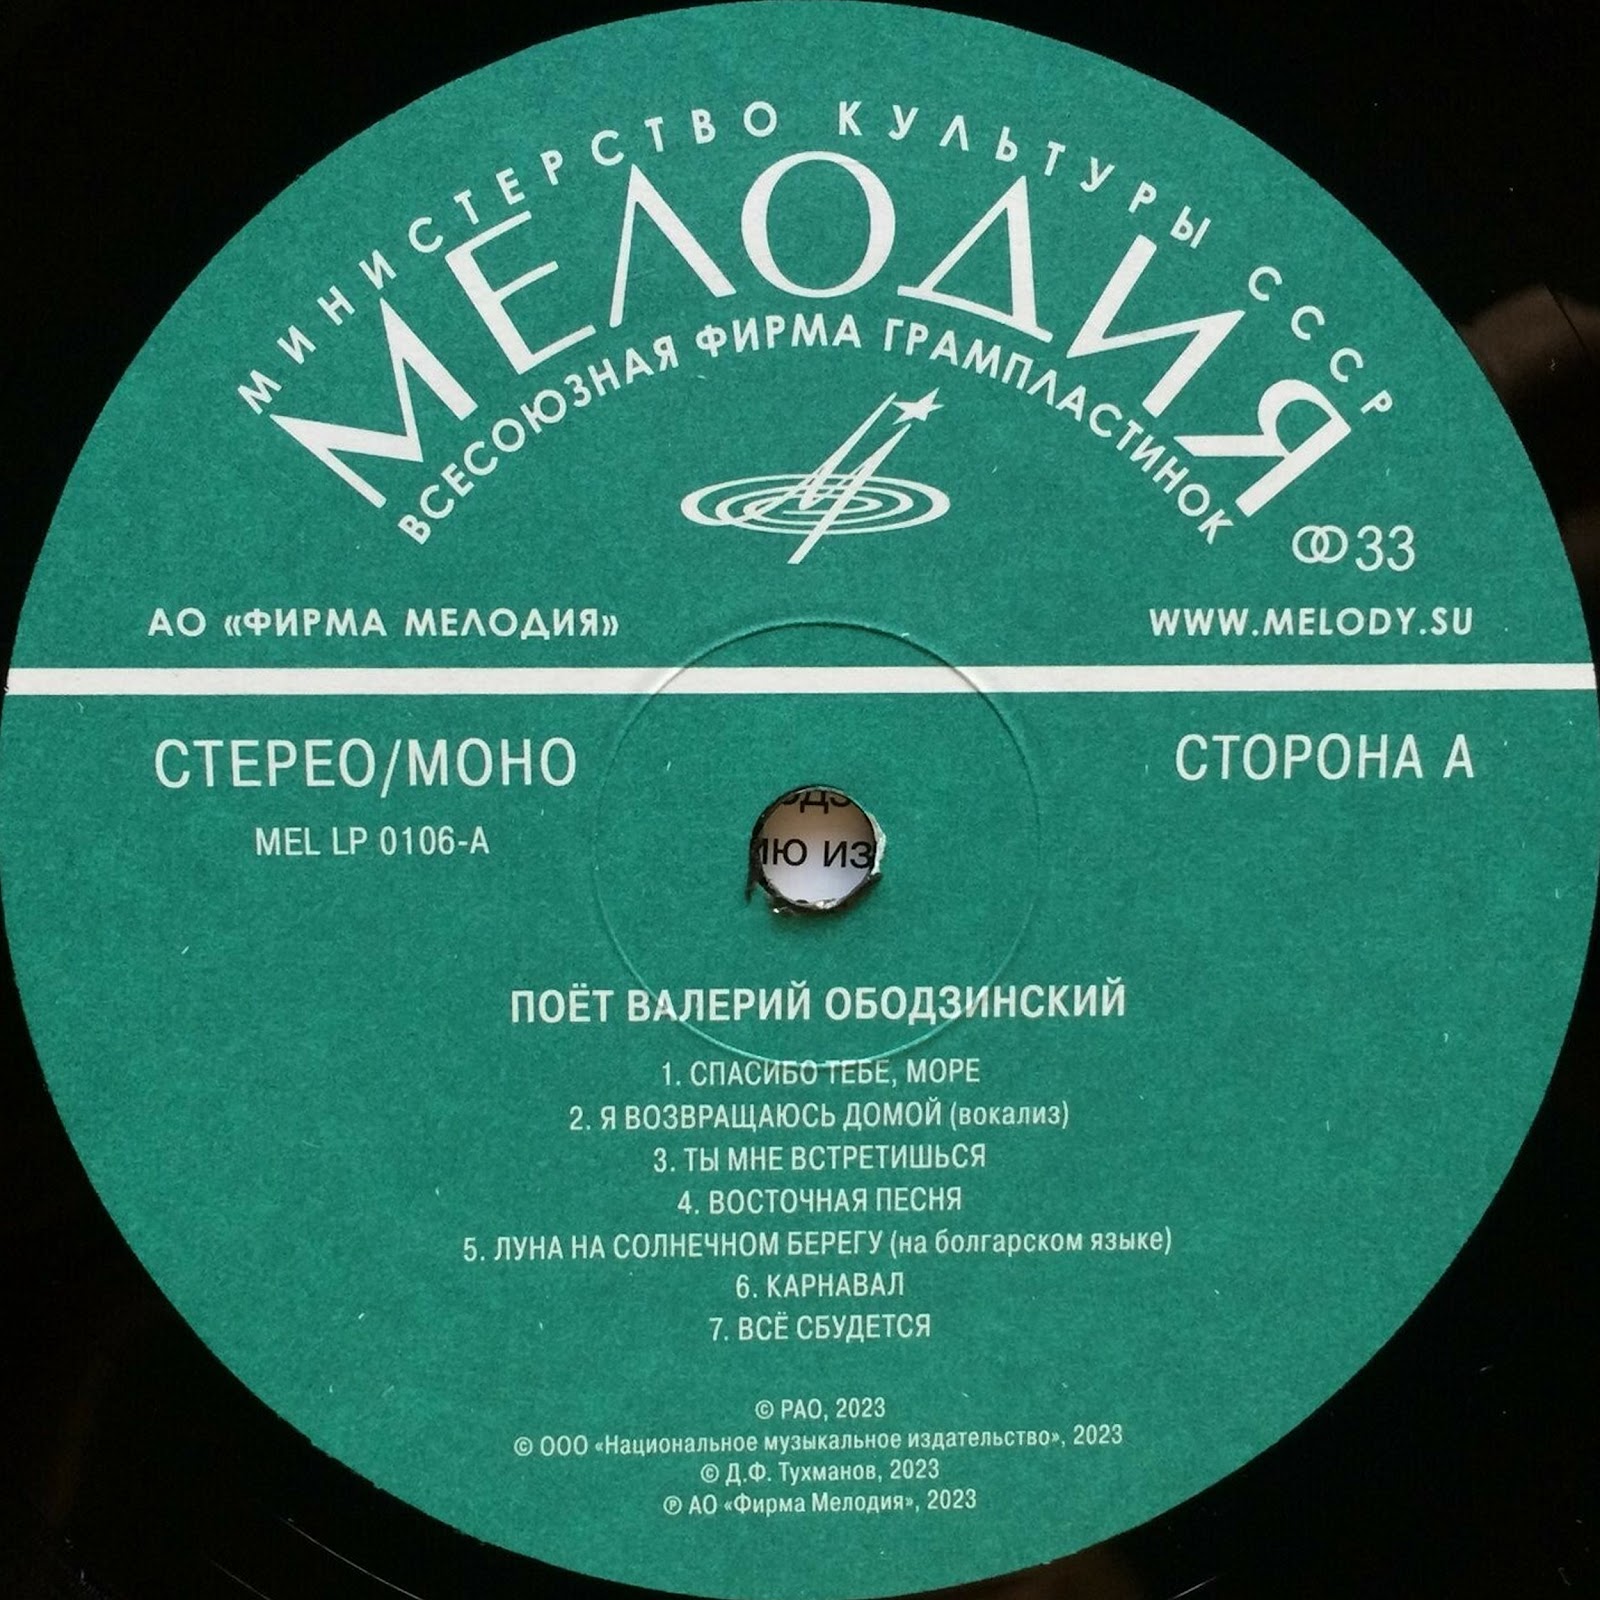 МИНИСТЕРСТВО КУЛЬТУРЫ СССР
МЕЛОДИЯ
ВСЕСОЮЗНАЯ ФИРМА ГРАМПЛАСТИНОК
33
АО «ФИРМА МЕЛОДИЯ»
WWW.MELODY.SU
СТЕРЕО/МОНО
СТОРОНА А
MEL LP 0106-A
ИЗ
ПОЁТ ВАЛЕРИЙ ОБОДЗИНСКИЙ
1. СПАСИБО ТЕБЕ, МОРЕ
2. Я ВОЗВРАЩАЮСЬ ДОМОЙ (вокализ)
3. ТЫ МНЕ ВСТРЕТИШЬСЯ
4. ВОСТОЧНАЯ ПЕСНЯ
5. ЛУНА НА СОЛНЕЧНОМ БЕРЕГУ (на болгарском языке)
6. КАРНАВАЛ
7. ВСЁ СБУДЕТСЯ
© РАО, 2023
© ООО «Национальное музыкальное издательство», 2023
© Д.Ф. Тухманов, 2023
℗ АО «Фирма Мелодия», 2023